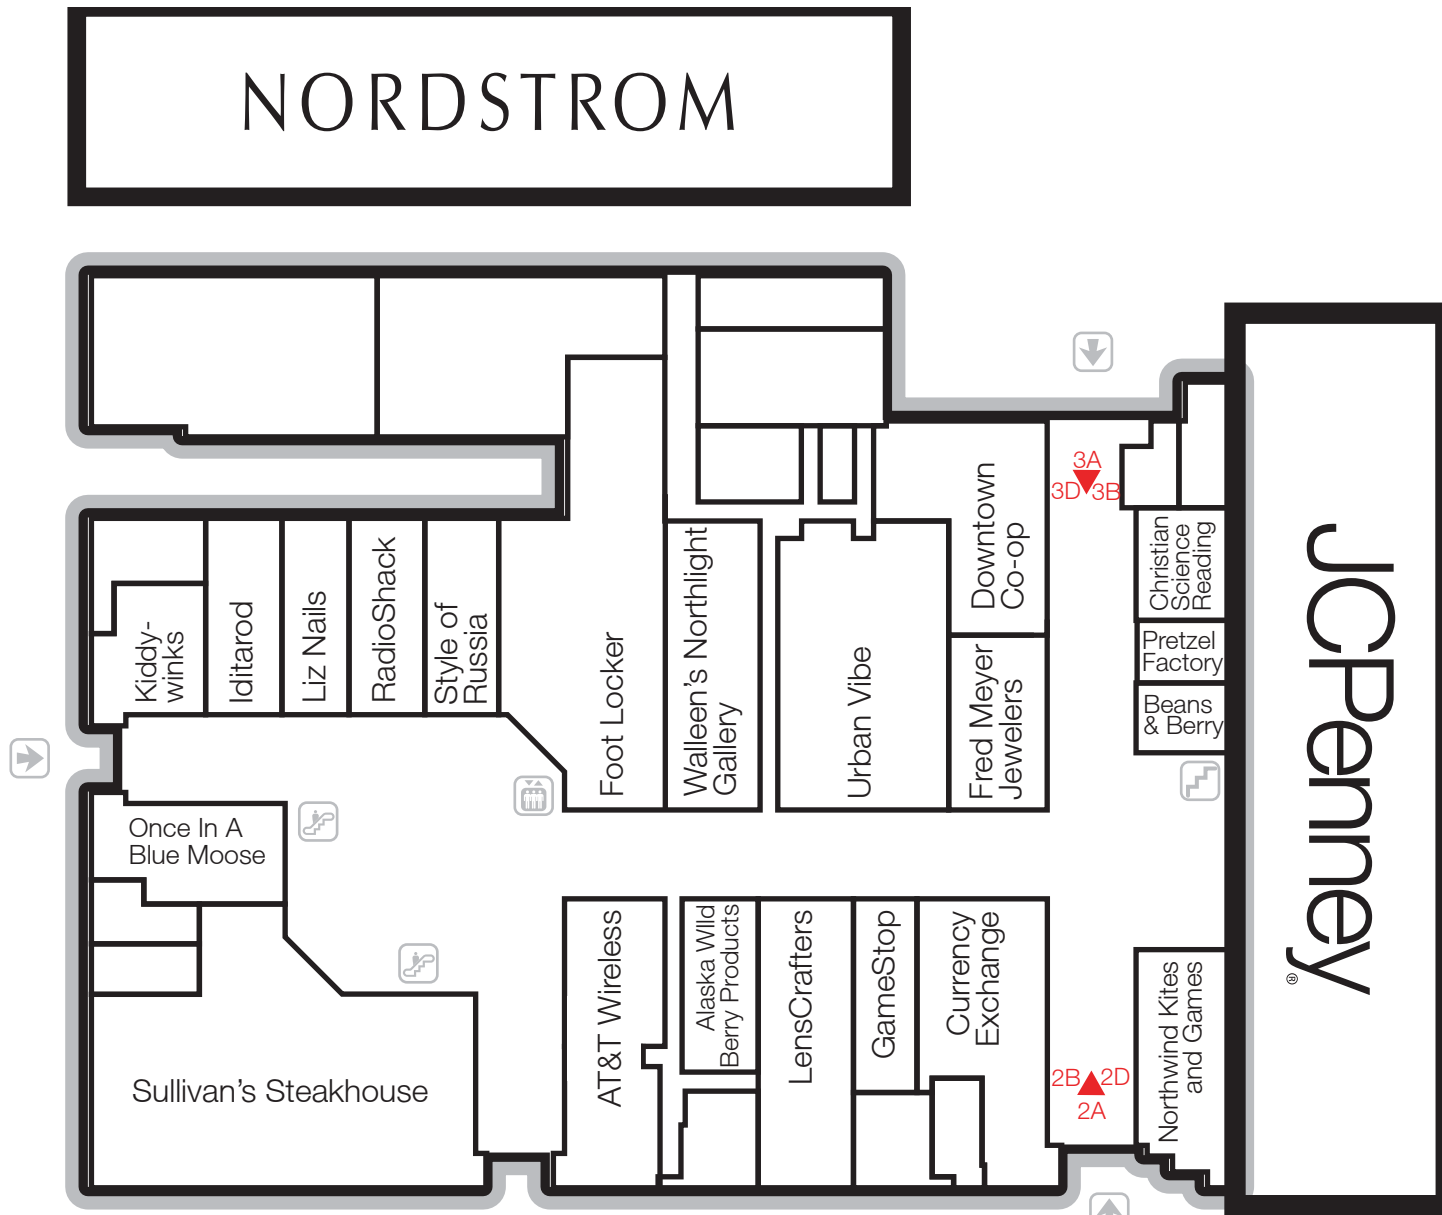 NORDSTROM
3A
3D
3B
Downtown
Co-op
Christian
Science
Reading
JCPenney
®
Kiddy-
winks
Iditarod
Liz Nails
RadioShack
Style of
Russia
Foot Locker
Walleen's Northlight
Gallery
Urban Vibe
Fred Meyer
Jewelers
Pretzel
Factory
Beans
& Berry
Once In A
Blue Moose
Sullivan's Steakhouse
AT&T Wireless
Alaska Wild
Berry Products
LensCrafters
GameStop
Currency
Exchange
2B
2D
2A
Northwind Kites
and Games